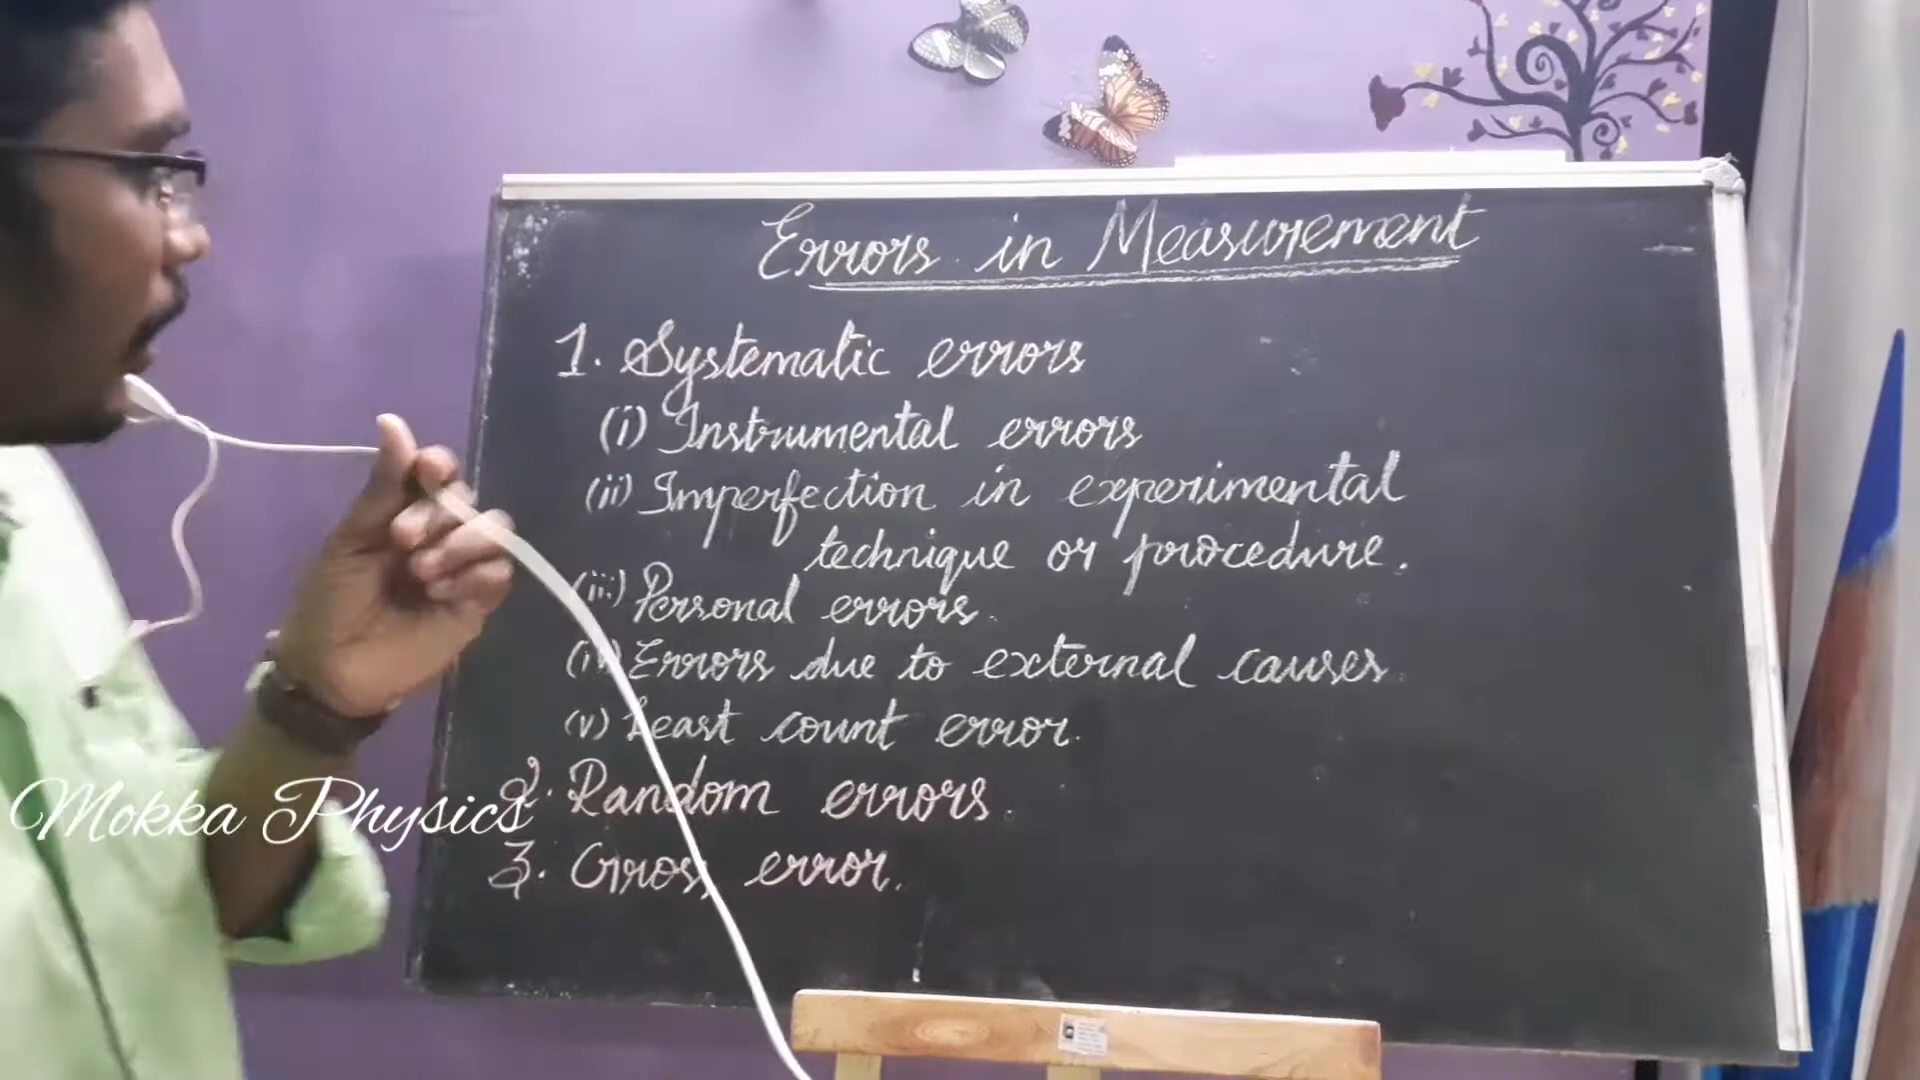 Errors in Measurement
1. Systematic errors
(i) Instrumental errors
(ii) Imperfection in experimental
technique or procedure.
(iii) Personal errors.
(iv) Errors due to external causes.
(v) Least count error.
2. Random errors.
3. Gross error.
Mokka Physics